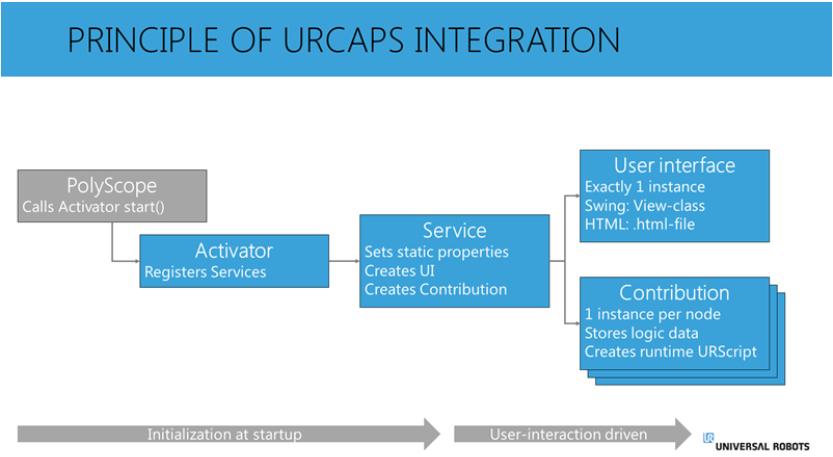 PRINCIPLE OF URCAPS INTEGRATION
PolyScope
Calls Activator start()
Activator
Registers Services
Service
Sets static properties
Creates UI
Creates Contribution
User interface
Exactly 1 instance
Swing: View-class
HTML: .html-file
Contribution
1 instance per node
Stores logic data
Creates runtime URScript
Initialization at startup
User-interaction driven
UR UNIVERSAL ROBOTS